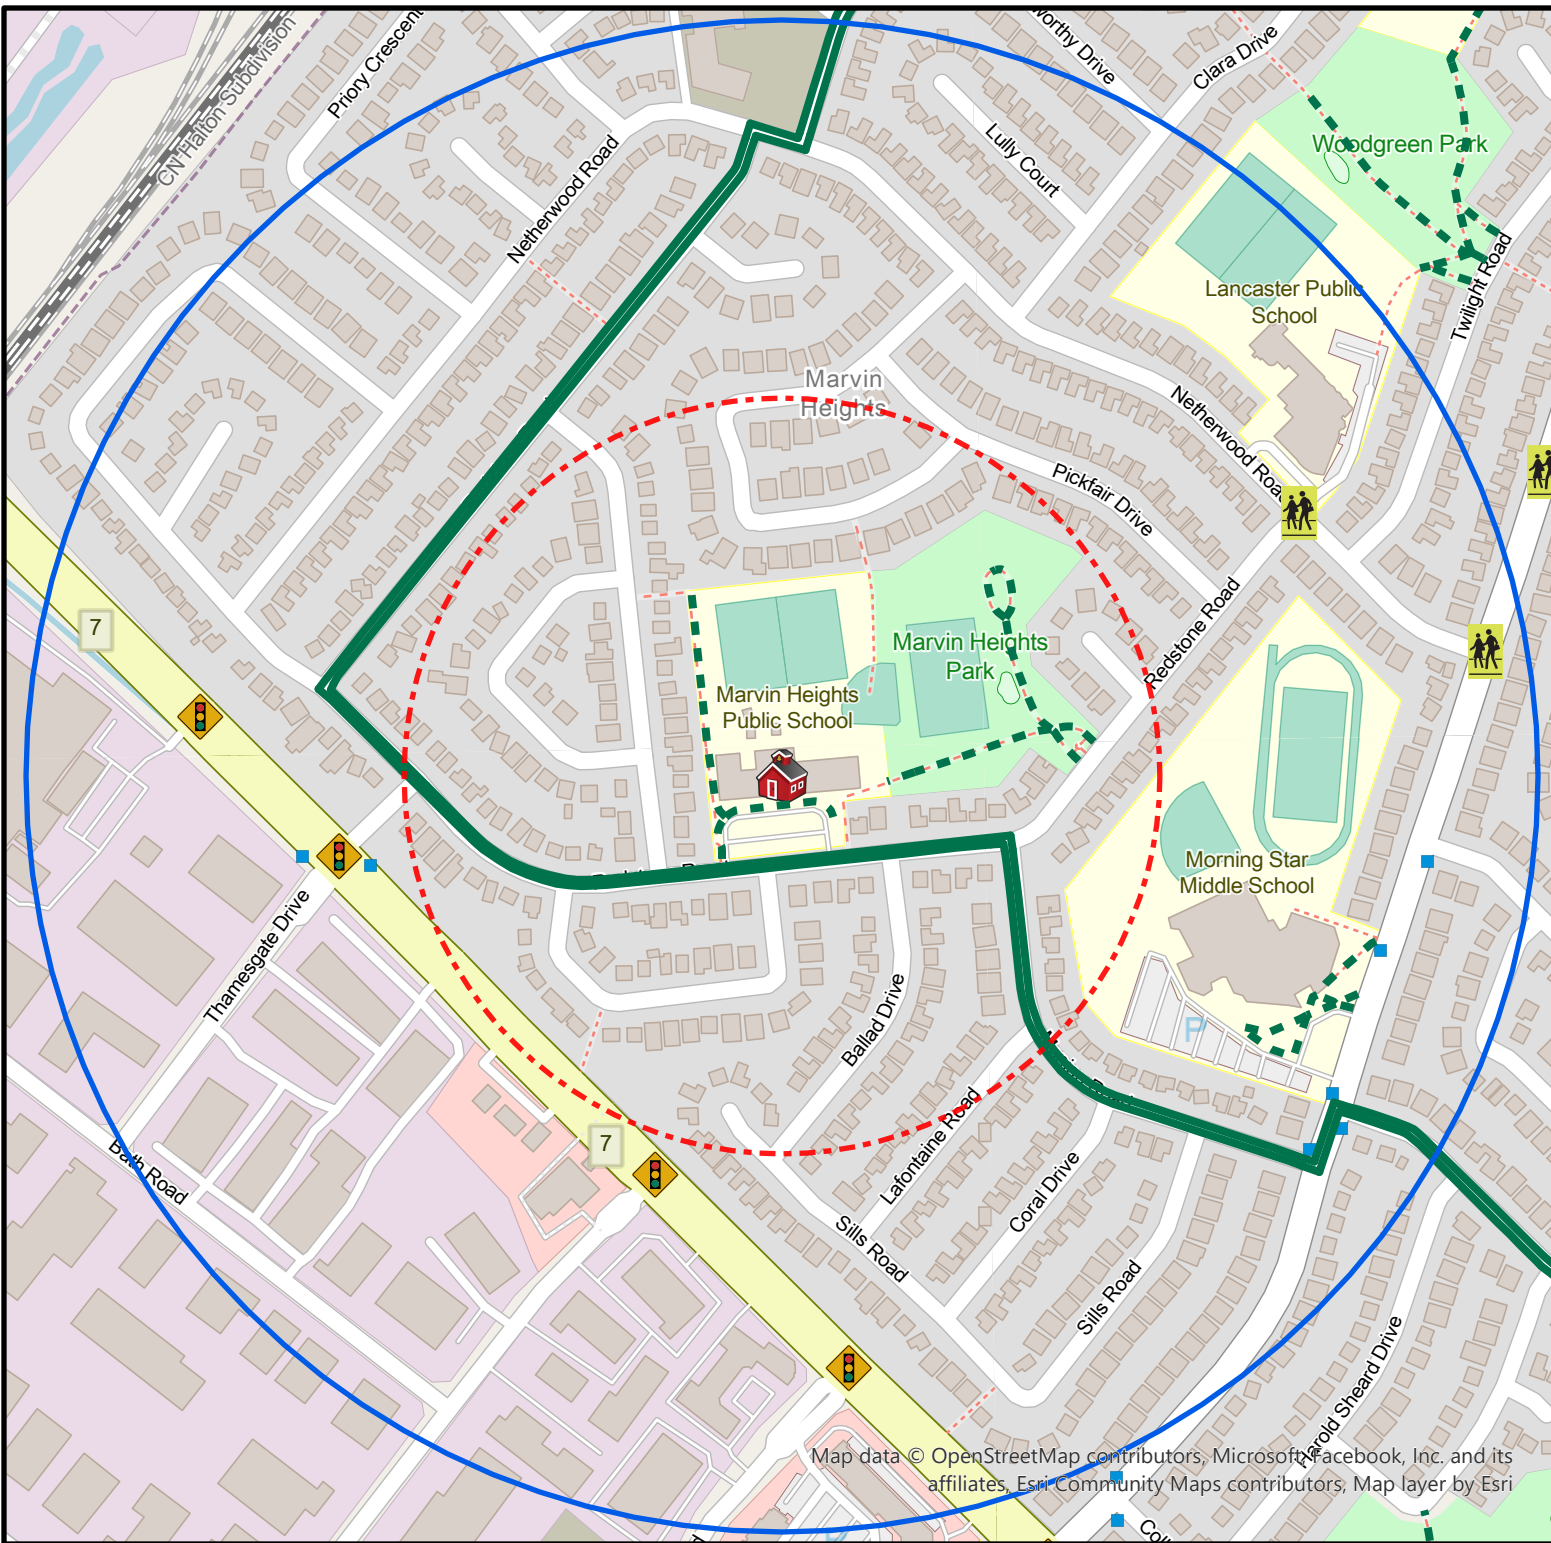 CN Halton Subdivision
Priory Crescent
Netherwood Road
worthy Drive
Clara Drive
Lully Court
Woodgreen Park
Twilight Road
Lancaster Public
School
Marvin
Heights
Netherwood Road
Pickfair Drive
Redstone Road
7
Marvin Heights
Park
Marvin Heights
Public School
Morning Star
Middle School
P
Thamesgate Drive
Ballad Drive
Lafontaine Road
Coral Drive
7
Bath Road
Sills Road
Sills Road
Harold Sheard Drive
Map data © OpenStreetMap contributors, Microsoft, Facebook, Inc. and its
affiliates, Esri Community Maps contributors, Map layer by Esri